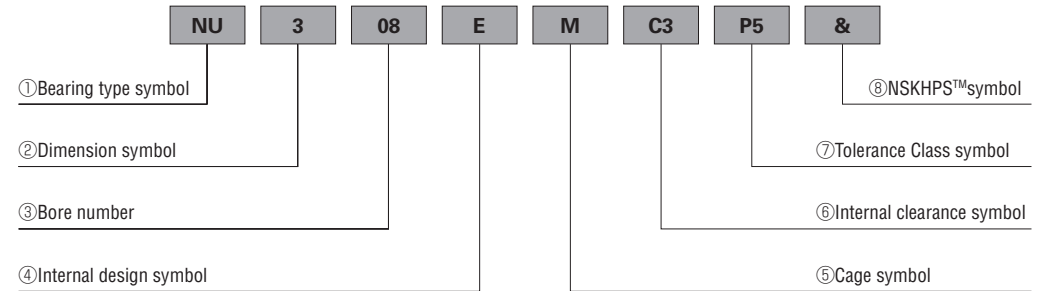 NU 3 08 E M C3 P5 &
①Bearing type symbol ⑧NSKHPS™symbol
②Dimension symbol ⑦Tolerance Class symbol
③Bore number ⑥Internal clearance symbol
④Internal design symbol ⑤Cage symbol